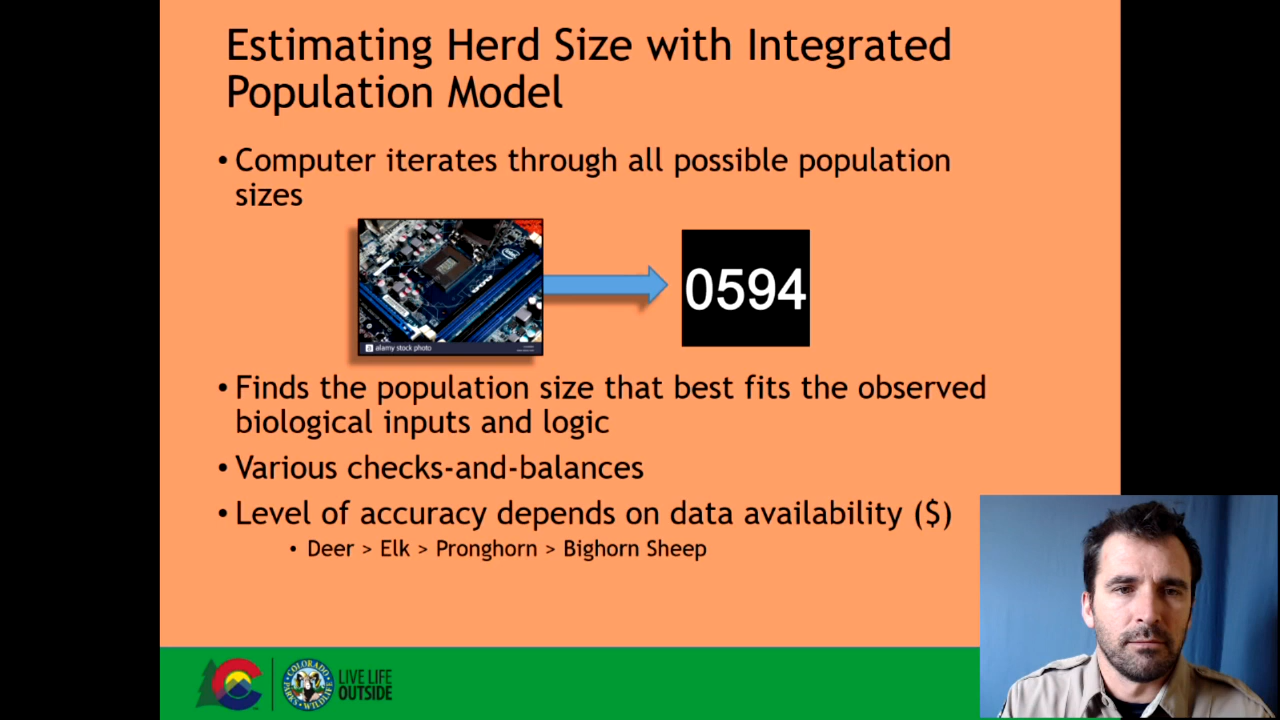 Estimating Herd Size with Integrated
Population Model
• Computer iterates through all possible population
sizes
0594
a alamy stock photo
• Finds the population size that best fits the observed
biological inputs and logic
• Various checks-and-balances
• Level of accuracy depends on data availability ($)
• Deer > Elk > Pronghorn > Bighorn Sheep
COLORADO
PARKS & WILDLIFE
LIVE LIFE
OUTSIDE